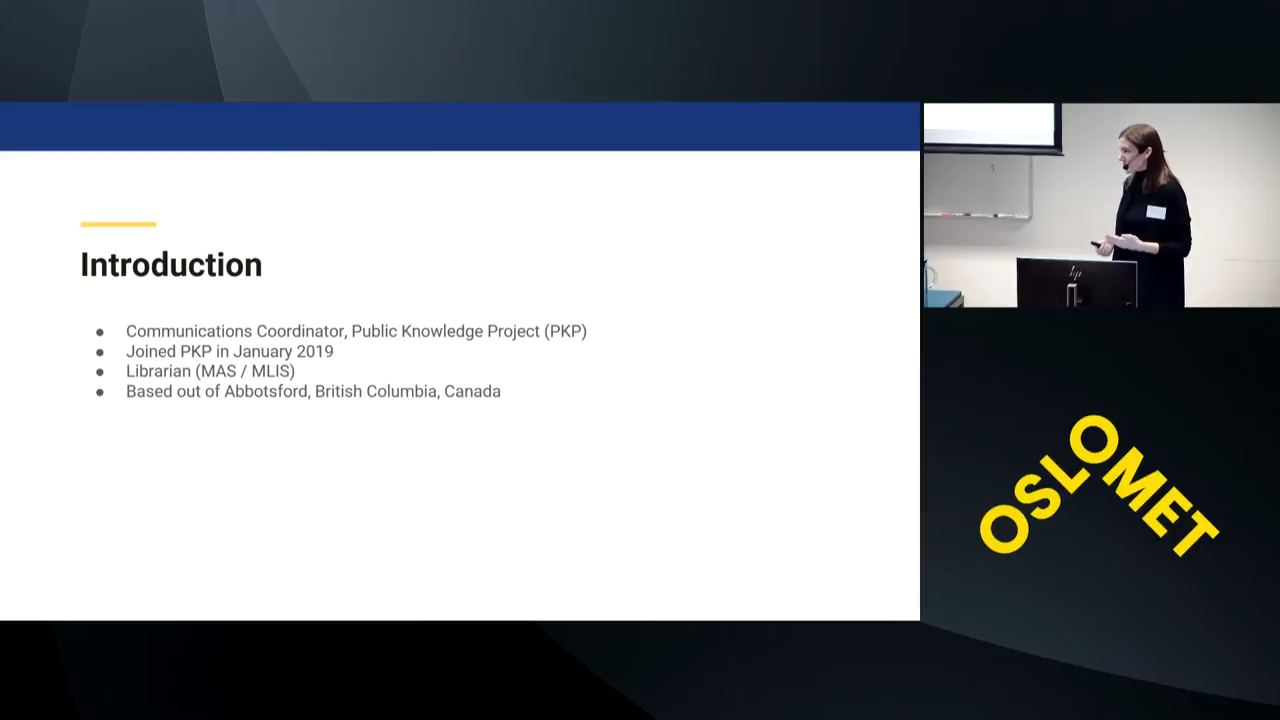 Introduction
Communications Coordinator, Public Knowledge Project (PKP)
Joined PKP in January 2019
Librarian (MAS / MLIS)
Based out of Abbotsford, British Columbia, Canada
hp
OSLOMET